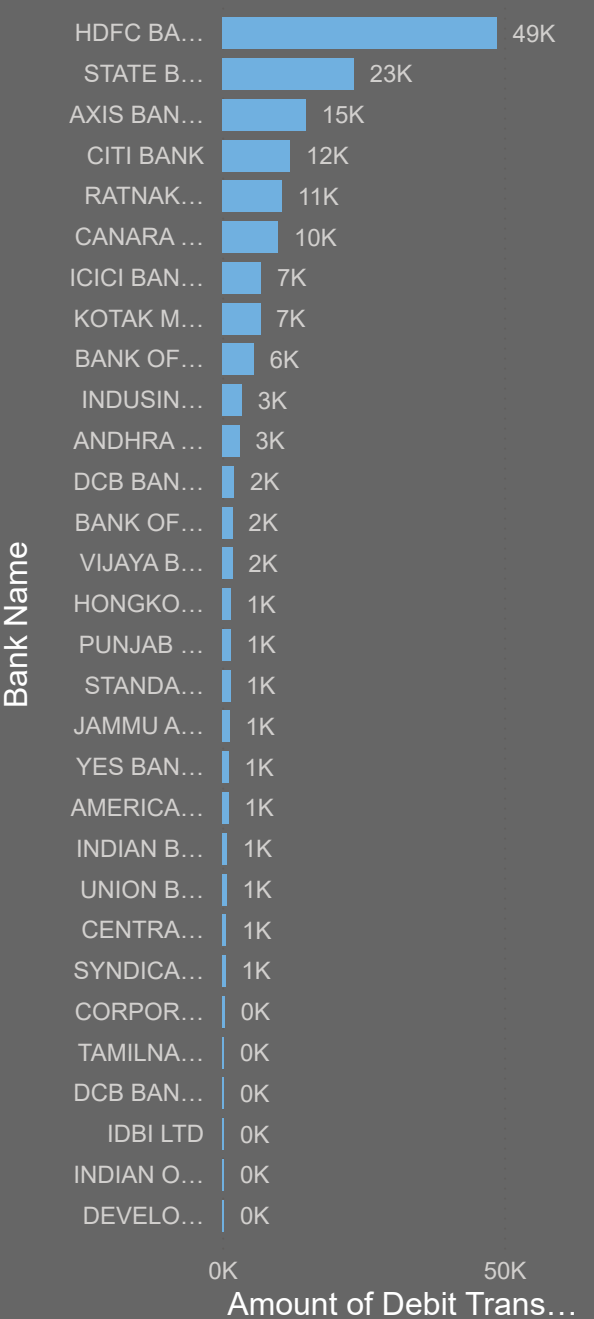 HDFC BA… 49K
STATE B… 23K
AXIS BAN… 15K
CITI BANK 12K
RATNAK… 11K
CANARA … 10K
ICICI BAN… 7K
KOTAK M… 7K
BANK OF… 6K
INDUSIN… 3K
ANDHRA … 3K
DCB BAN… 2K
BANK OF… 2K
VIJAYA B… 2K
HONGKO… 1K
PUNJAB … 1K
STANDA… 1K
JAMMU A… 1K
YES BAN… 1K
AMERICA… 1K
INDIAN B… 1K
UNION B… 1K
CENTRA… 1K
SYNDICA… 1K
CORPOR… 0K
TAMILNA… 0K
DCB BAN… 0K
IDBI LTD 0K
INDIAN O… 0K
DEVELO… 0K
Bank Name
0K 50K
Amount of Debit Trans…